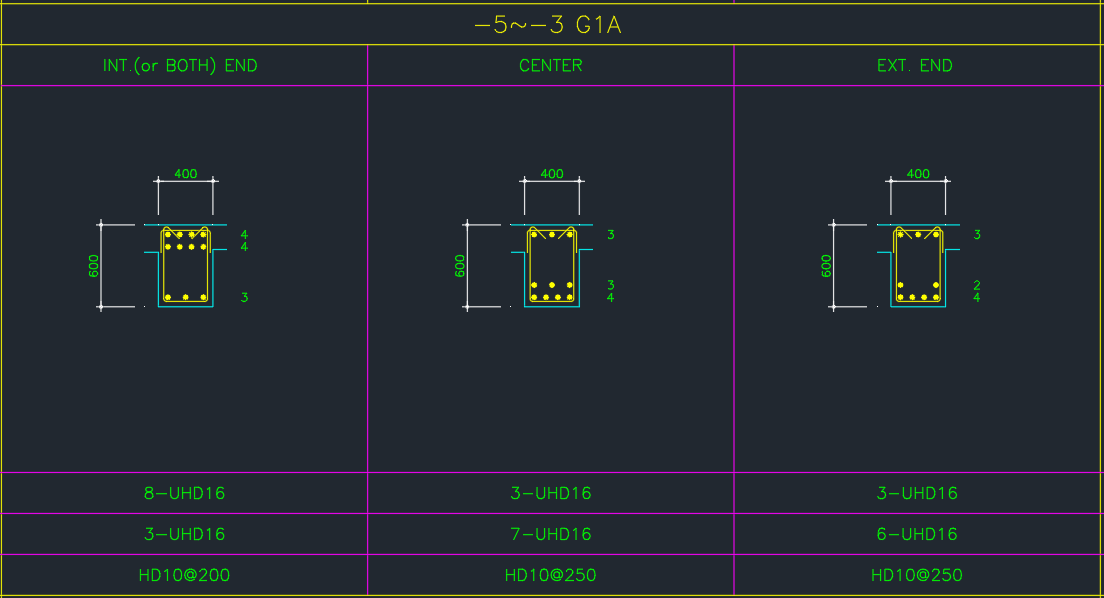 -5~-3 G1A
INT.(or BOTH) END
CENTER
EXT. END
400
400
400
600
4
4
3
600
3
3
4
600
3
2
4
8-UHD16
3-UHD16
3-UHD16
3-UHD16
7-UHD16
6-UHD16
HD10@200
HD10@250
HD10@250